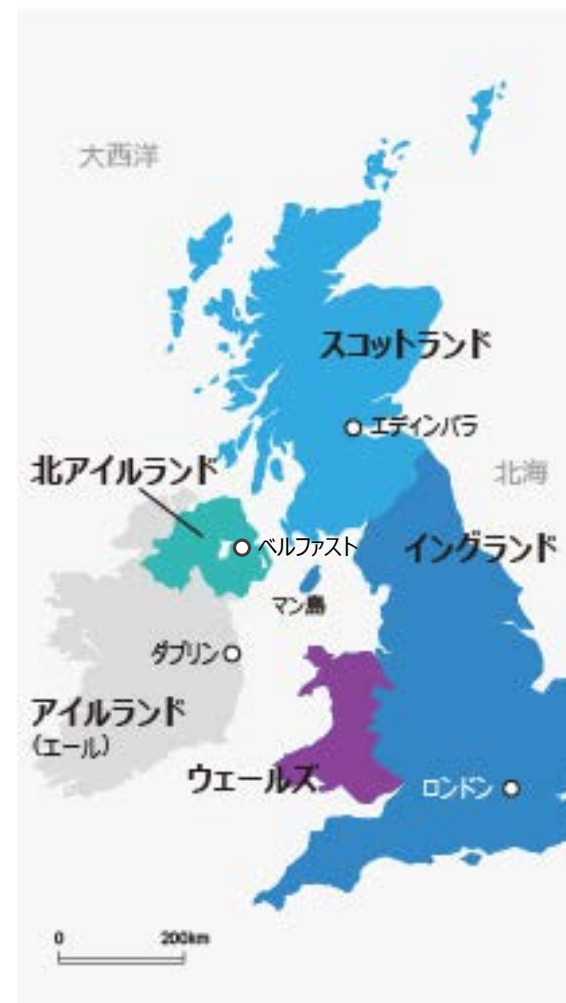 大西洋
スコットランド
エディンバラ
北アイルランド
北海
ベルファスト
イングランド
マン島
ダブリン
アイルランド
(エール)
ウェールズ
ロンドン
0 200km